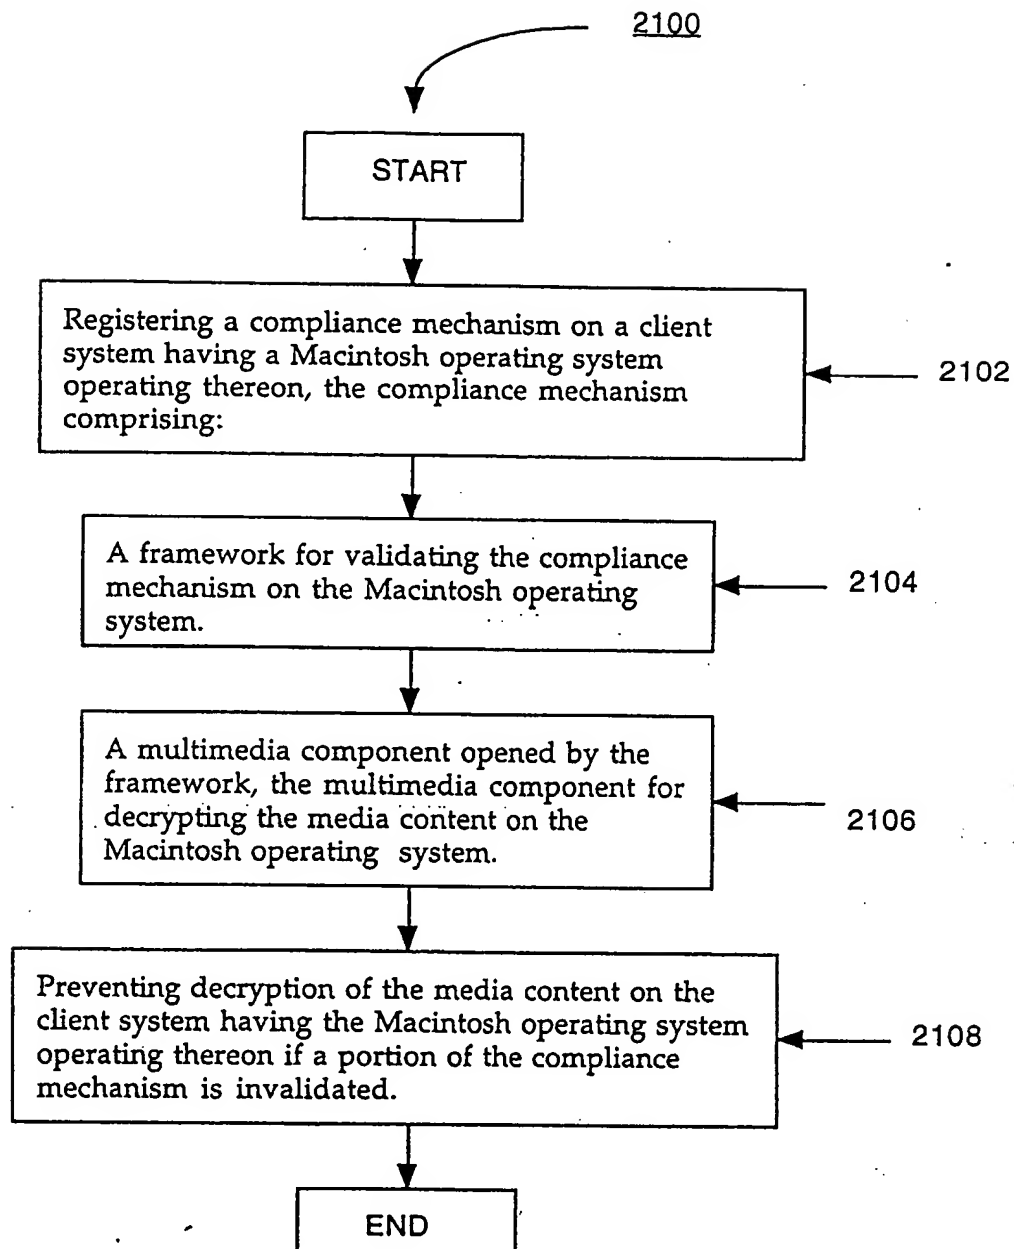 2100
START
Registering a compliance mechanism on a client
system having a Macintosh operating system
operating thereon, the compliance mechanism
comprising:
2102
A framework for validating the compliance
mechanism on the Macintosh operating
system.
2104
A multimedia component opened by the
framework, the multimedia component for
decrypting the media content on the
Macintosh operating system.
2106
Preventing decryption of the media content on the
client system having the Macintosh operating system
operating thereon if a portion of the compliance
mechanism is invalidated.
2108
END